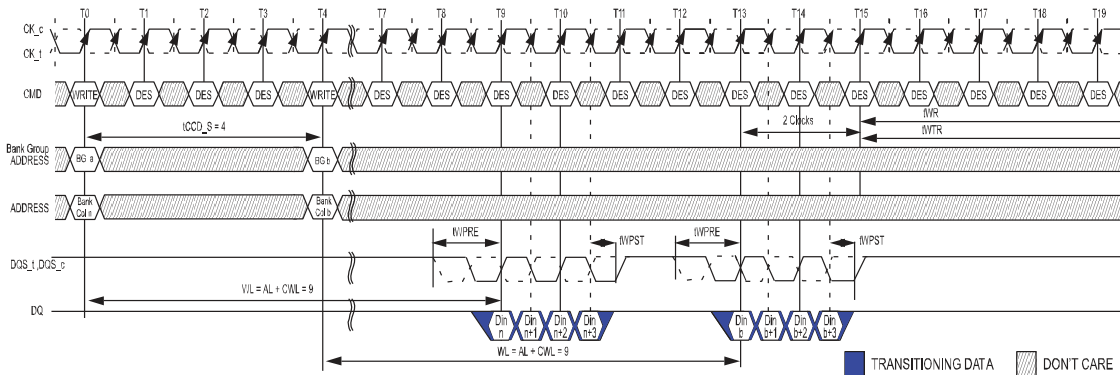 T0 T1 T2 T3 T4 T7 T8 T9 T10 T11 T12 T13 T14 T15 T16 T17 T18 T19
CK_c
CK_t
CMD WRITE DES DES DES WRITE DES DES DES DES DES DES DES DES DES DES DES DES DES
tCCD_S = 4
2 Clocks
tWR
tWTR
Bank Group
ADDRESS BG a BG b
ADDRESS Bank Col n Bank Col b
tWPRE tWPST tWPRE tWPST
DQS_t ,DQS_c
WL = AL + CWL = 9
DQ Din n Din n+1 Din n+2 Din n+3 Din b Din b+1 Din b+2 Din b+3
WL = AL + CWL = 9
TRANSITIONING DATA DON'T CARE